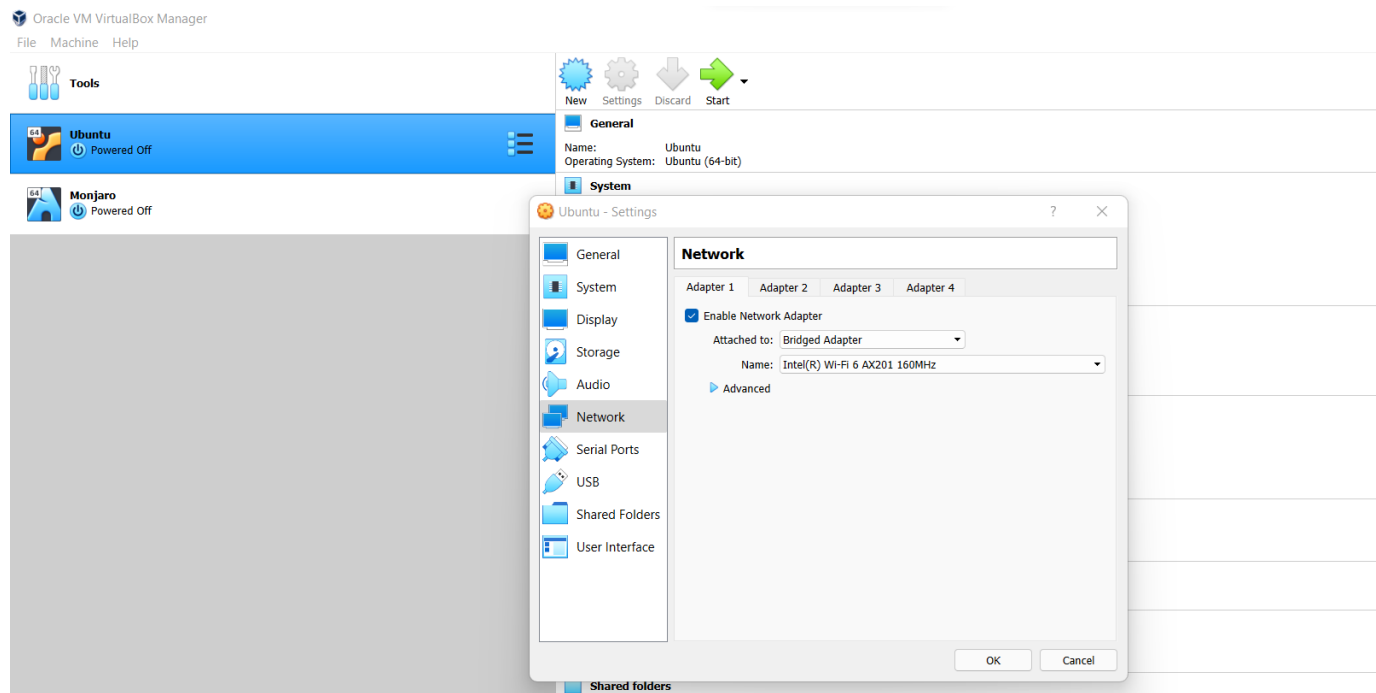 Oracle VM VirtualBox Manager
File Machine Help
Tools
New Settings Discard Start
64
Ubuntu
Powered Off
64
Monjaro
Powered Off
General
Name: Ubuntu
Operating System: Ubuntu (64-bit)
System
Ubuntu - Settings
?
General
System
Display
Storage
Audio
Network
Serial Ports
USB
Shared Folders
User Interface
Network
Adapter 1 Adapter 2 Adapter 3 Adapter 4
Enable Network Adapter
Attached to: Bridged Adapter
Name: Intel(R) Wi-Fi 6 AX201 160MHz
Advanced
OK Cancel
Shared folders